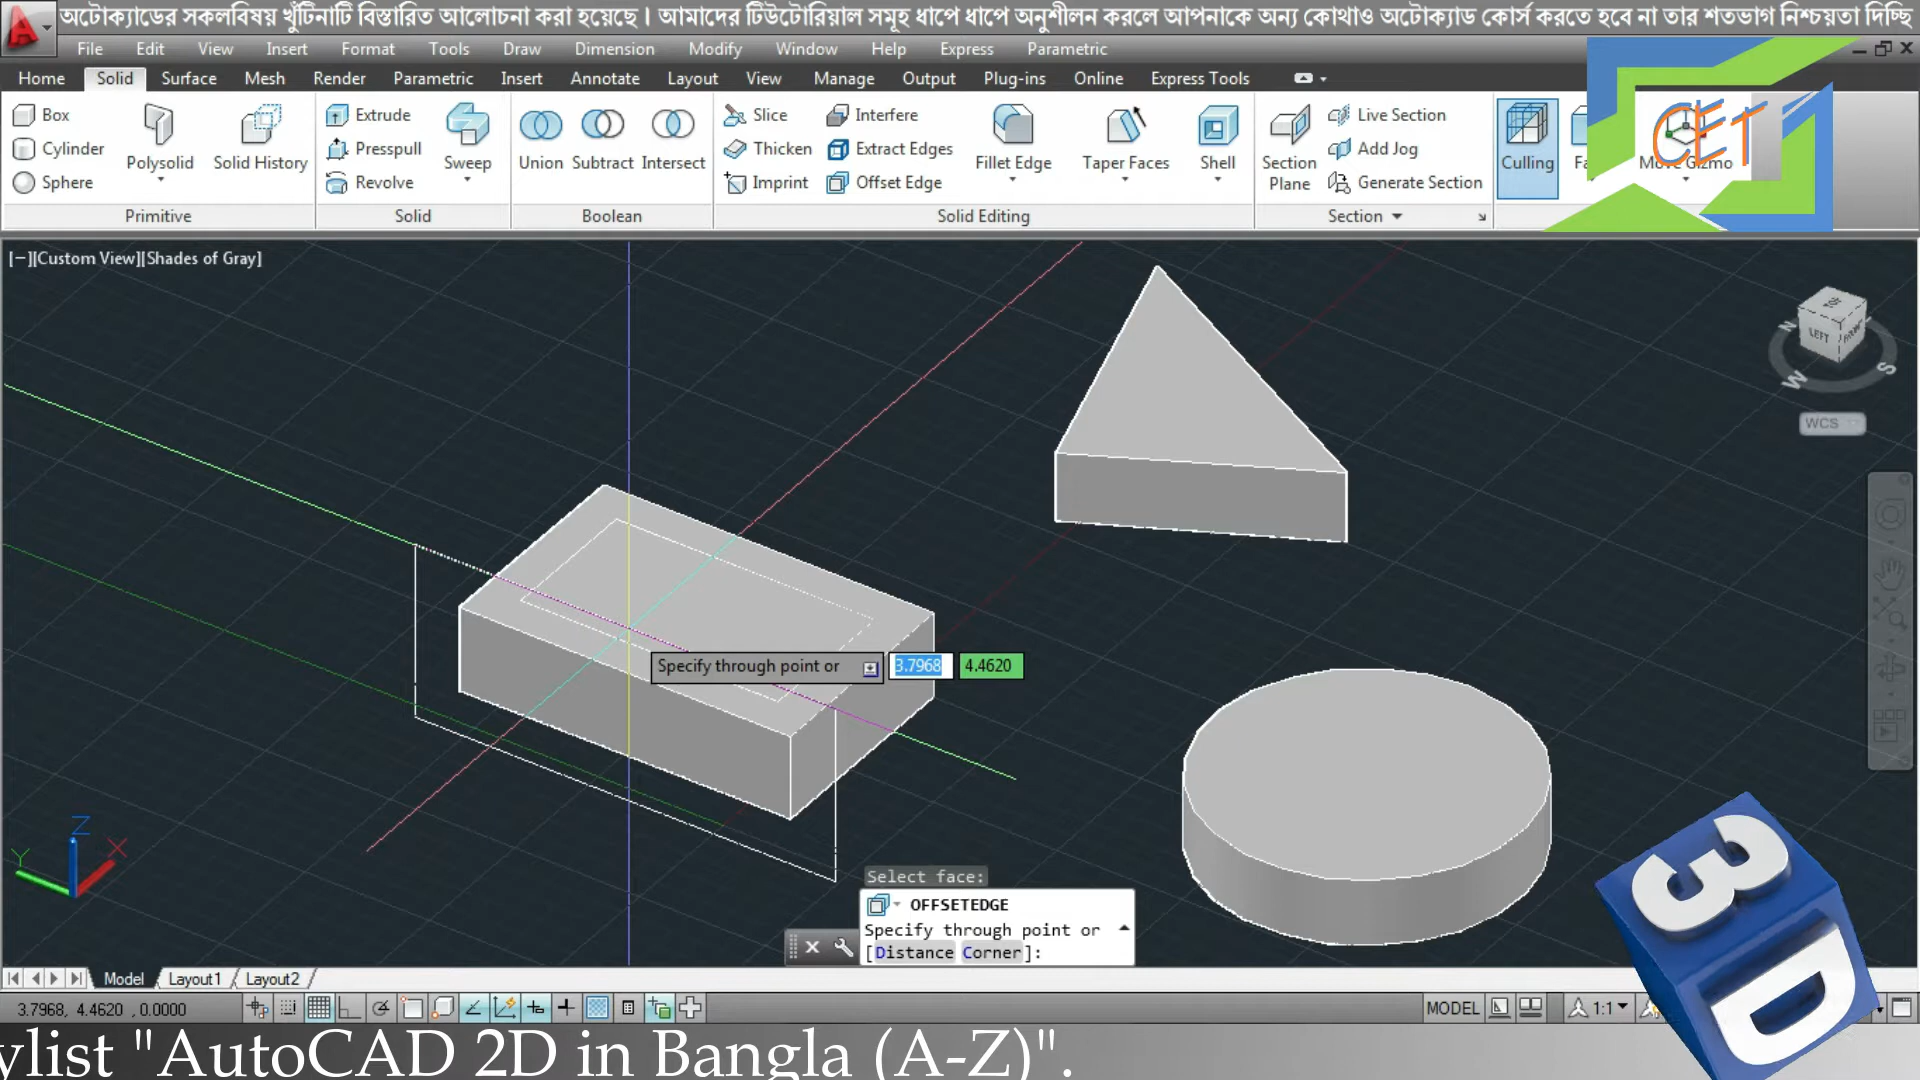 অটোক্যাডের সকলবিষয় খুঁটিনাটি বিস্তারিত আলোচনা করা হয়েছে। আমাদের টিউটোরিয়াল সমূহ ধাপে ধাপে অনুশীলন করলে আপনাকে অন্য কোথাও অটোক্যাড কোর্স করতে হবে না তার শতভাগ নিশ্চয়তা দিচ্ছি
File Edit View Insert Format Tools Draw Dimension Modify Window Help Express Parametric
Home Solid Surface Mesh Render Parametric Insert Annotate Layout View Manage Output Plug-ins Online Express Tools
Box Extrude Slice Interfere Live Section
Cylinder Presspull Thicken Extract Edges Add Jog
Sphere Revolve Imprint Offset Edge Generate Section
Polysolid Solid History Sweep Union Subtract Intersect Fillet Edge Taper Faces Shell Section Plane Culling Move Gizmo
CET
Primitive Solid Boolean Solid Editing Section
[−][Custom View][Shades of Gray]
LEFT
N
W
S
WCS
Specify through point or 3.7968 4.4620
Z
Y
X
Select face:
OFFSETEDGE
Specify through point or
[Distance Corner]:
3D
Model Layout1 Layout2
3.7968, 4.4620 , 0.0000 MODEL 1:1
ylist "AutoCAD 2D in Bangla (A-Z)".